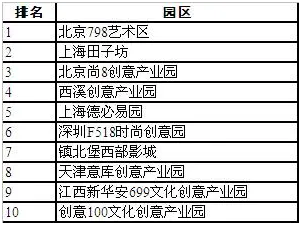 排名 园区
1 北京798艺术区
2 上海田子坊
3 北京尚8创意产业园
4 西溪创意产业园
5 上海德必易园
6 深圳F518时尚创意园
7 镇北堡西部影城
8 天津意库创意产业园
9 江西新华安699文化创意产业园
10 创意100文化创意产业园